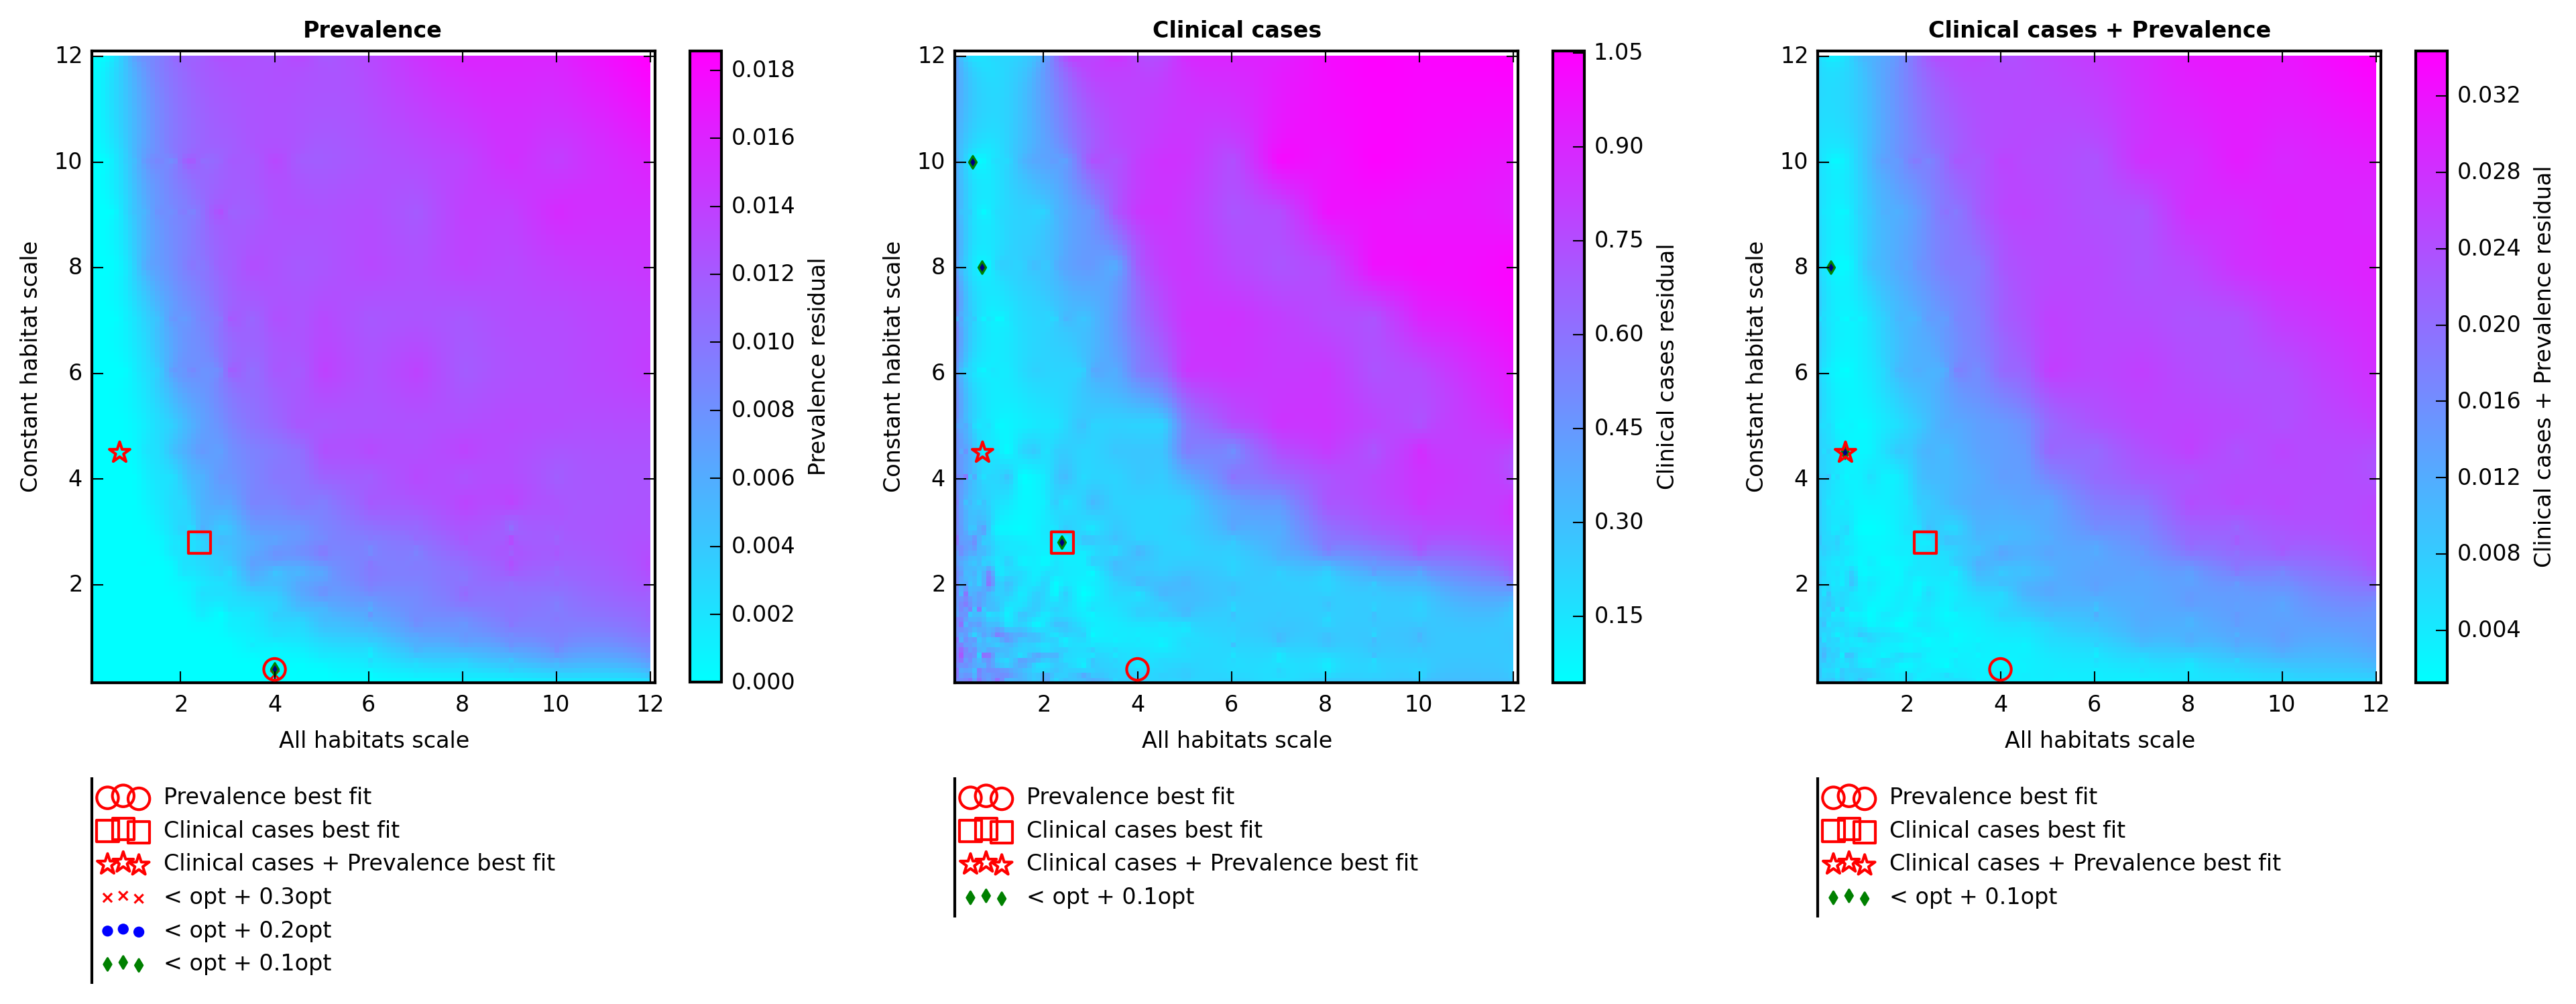 Prevalence
12
10
8
6
4
2
2 4 6 8 10 12
Constant habitat scale
All habitats scale
0.018
0.016
0.014
0.012
0.010
0.008
0.006
0.004
0.002
0.000
Prevalence residual
Prevalence best fit
Clinical cases best fit
Clinical cases + Prevalence best fit
< opt + 0.3opt
< opt + 0.2opt
< opt + 0.1opt
Clinical cases
12
10
8
6
4
2
2 4 6 8 10 12
Constant habitat scale
All habitats scale
1.05
0.90
0.75
0.60
0.45
0.30
0.15
Clinical cases residual
Prevalence best fit
Clinical cases best fit
Clinical cases + Prevalence best fit
< opt + 0.1opt
Clinical cases + Prevalence
12
10
8
6
4
2
2 4 6 8 10 12
Constant habitat scale
All habitats scale
0.032
0.028
0.024
0.020
0.016
0.012
0.008
0.004
Clinical cases + Prevalence residual
Prevalence best fit
Clinical cases best fit
Clinical cases + Prevalence best fit
< opt + 0.1opt